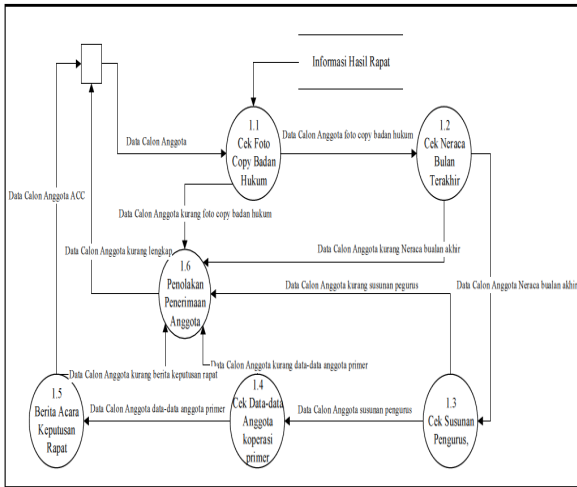 Informasi Hasil Rapat
1.1
Cek Foto
Copy Badan
Hukum
1.2
Cek Neraca
Bulan
Terakhir
Data Calon Anggota
Data Calon Anggota foto copy badan hukum
Data Calon Anggota ACC
Data Calon Anggota kurang foto copy badan hukum
Data Calon Anggota kurang lengkap
Data Calon Anggota kurang Neraca bualan akhir
1.6
Penolakan
Penerimaan
Anggota
Data Calon Anggota kurang susunan pegurus
Data Calon Anggota Neraca bualan akhir
Data Calon Anggota kurang data-data anggota primer
Data Calon Anggota kurang berita keputusan rapat
1.5
Berita Acara
Keputusan
Rapat
Data Calon Anggota data-data anggota primer
1.4
Cek Data-data
Anggota
koperasi
primer
Data Calon Anggota susunan pengurus
1.3
Cek Susunan
Pengurus,